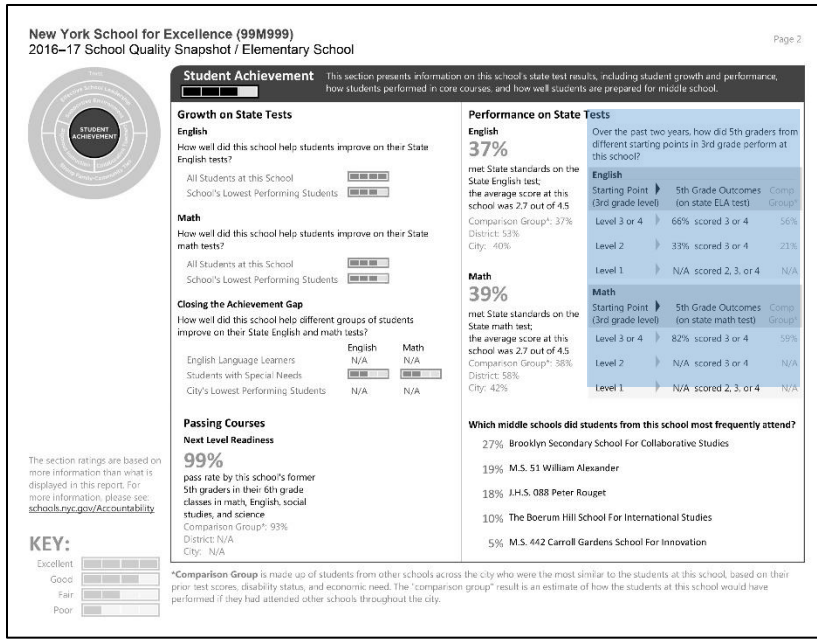 New York School for Excellence (99M999)
2016–17 School Quality Snapshot / Elementary School
Page 2
STUDENT
ACHIEVEMENT
Student Achievement
This section presents information on this school's state test results, including student growth and performance,
how students performed in core courses, and how well students are prepared for middle school.
Growth on State Tests
English
How well did this school help students improve on their State
English tests?
All Students at this School
School's Lowest Performing Students
Math
How well did this school help students improve on their State
math tests?
All Students at this School
School's Lowest Performing Students
Closing the Achievement Gap
How well did this school help different groups of students
improve on their State English and math tests?
English Math
English Language Learners N/A N/A
Students with Special Needs
City's Lowest Performing Students N/A N/A
Passing Courses
Next Level Readiness
99%
pass rate by this school's former
5th graders in their 6th grade
classes in math, English, social
studies, and science
Comparison Group*: 93%
District: N/A
City: N/A
Performance on State Tests
English
37%
met State standards on the
State English test;
the average score at this
school was 2.7 out of 4.5
Comparison Group*: 37%
District: 53%
City: 40%
Math
39%
met State standards on the
State math test;
the average score at this
school was 2.7 out of 4.5
Comparison Group*: 38%
District: 58%
City: 42%
Over the past two years, how did 5th graders from
different starting points in 3rd grade perform at
this school?
English
Starting Point 5th Grade Outcomes Comp
(3rd grade level) (on state ELA test) Group*
Level 3 or 4 66% scored 3 or 4 56%
Level 2 33% scored 3 or 4 21%
Level 1 N/A scored 2, 3, or 4 N/A
Math
Starting Point 5th Grade Outcomes Comp
(3rd grade level) (on state math test) Group*
Level 3 or 4 82% scored 3 or 4 59%
Level 2 N/A scored 3 or 4 N/A
Level 1 N/A scored 2, 3, or 4 N/A
Which middle schools did students from this school most frequently attend?
27% Brooklyn Secondary School For Collaborative Studies
19% M.S. 51 William Alexander
18% J.H.S. 088 Peter Rouget
10% The Boerum Hill School For International Studies
5% M.S. 442 Carroll Gardens School For Innovation
The section ratings are based on
more information than what is
displayed in this report. For
more information, please see:
schools.nyc.gov/Accountability
KEY:
Excellent
Good
Fair
Poor
*Comparison Group is made up of students from other schools across the city who were the most similar to the students at this school, based on their
prior test scores, disability status, and economic need. The "comparison group" result is an estimate of how the students at this school would have
performed if they had attended other schools throughout the city.